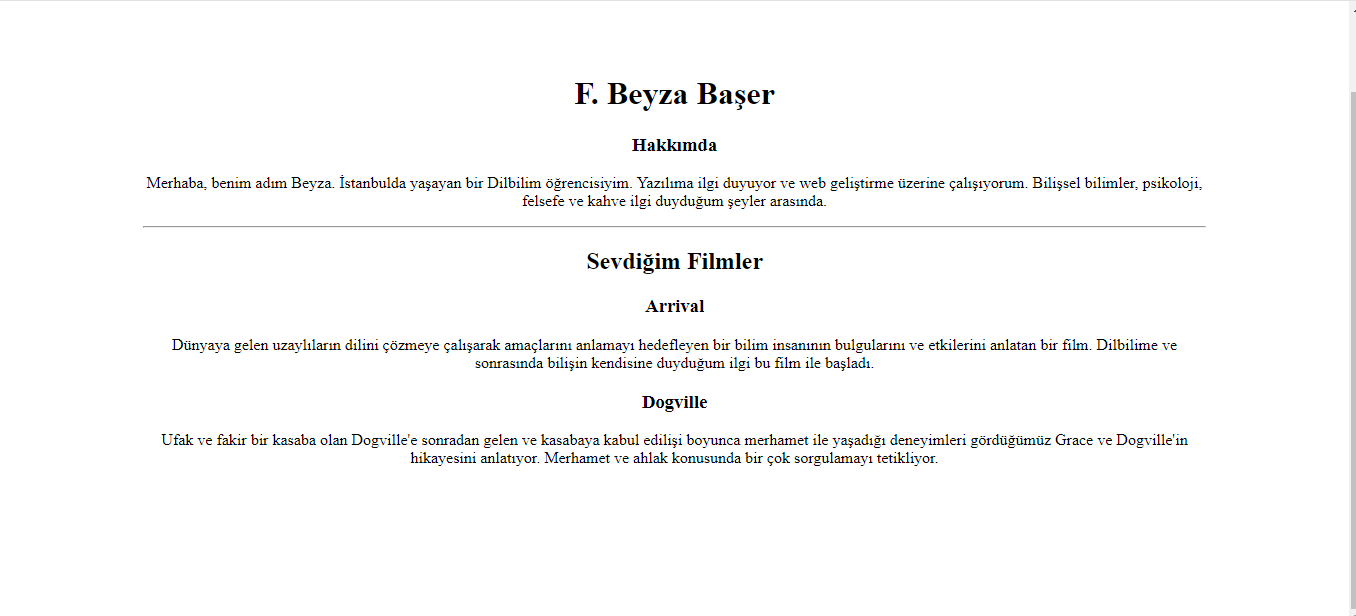 F. Beyza Başer
Hakkımda
Merhaba, benim adım Beyza. İstanbulda yaşayan bir Dilbilim öğrencisiyim. Yazılıma ilgi duyuyor ve web geliştirme üzerine çalışıyorum. Bilişsel bilimler, psikoloji,
felsefe ve kahve ilgi duyduğum şeyler arasında.
Sevdiğim Filmler
Arrival
Dünyaya gelen uzaylıların dilini çözmeye çalışarak amaçlarını anlamayı hedefleyen bir bilim insanının bulgularını ve etkilerini anlatan bir film. Dilbilime ve
sonrasında bilişin kendisine duyduğum ilgi bu film ile başladı.
Dogville
Ufak ve fakir bir kasaba olan Dogville'e sonradan gelen ve kasabaya kabul edilişi boyunca merhamet ile yaşadığı deneyimleri gördüğümüz Grace ve Dogville'in
hikayesini anlatıyor. Merhamet ve ahlak konusunda bir çok sorgulamayı tetikliyor.